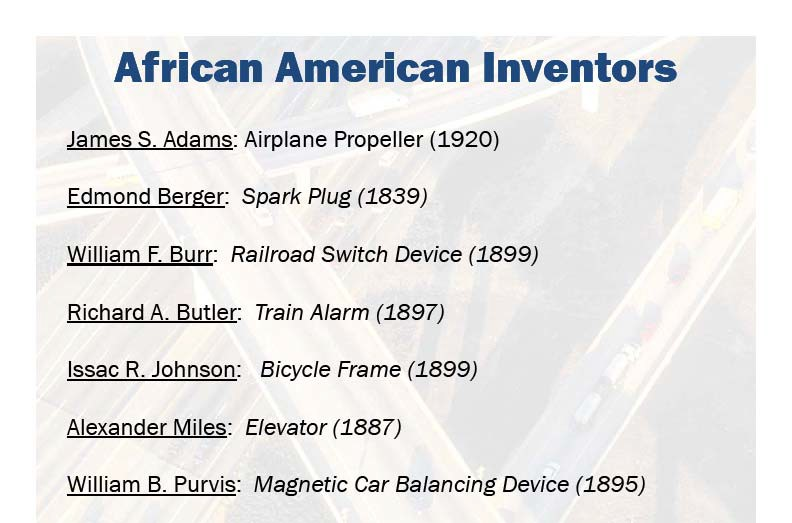 African American Inventors
James S. Adams: Airplane Propeller (1920)
Edmond Berger: Spark Plug (1839)
William F. Burr: Railroad Switch Device (1899)
Richard A. Butler: Train Alarm (1897)
Issac R. Johnson: Bicycle Frame (1899)
Alexander Miles: Elevator (1887)
William B. Purvis: Magnetic Car Balancing Device (1895)